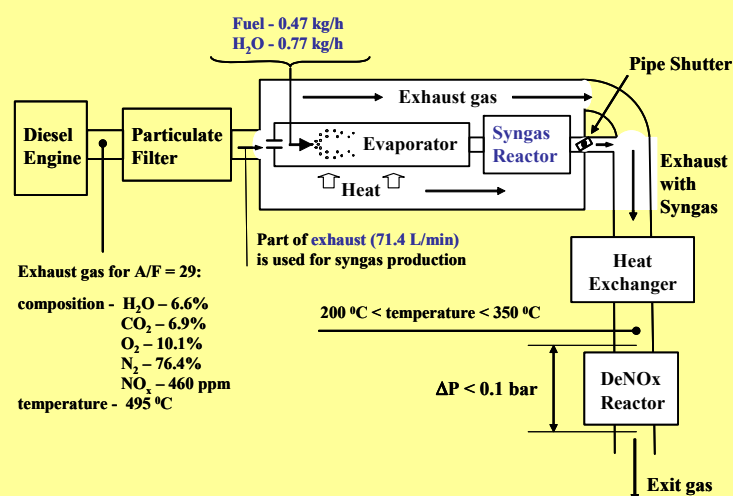 Fuel - 0.47 kg/h
H₂O - 0.77 kg/h
Pipe Shutter
Exhaust gas
Diesel
Engine
Particulate
Filter
Evaporator
Syngas
Reactor
Heat
Exhaust
with
Syngas
Part of exhaust (71.4 L/min)
is used for syngas production
Exhaust gas for A/F = 29:
composition - H₂O – 6.6%
CO₂ – 6.9%
O₂ – 10.1%
N₂ – 76.4%
NOₓ – 460 ppm
temperature - 495 ⁰C
Heat
Exchanger
200 ⁰C < temperature < 350 ⁰C
ΔP < 0.1 bar
DeNOx
Reactor
Exit gas